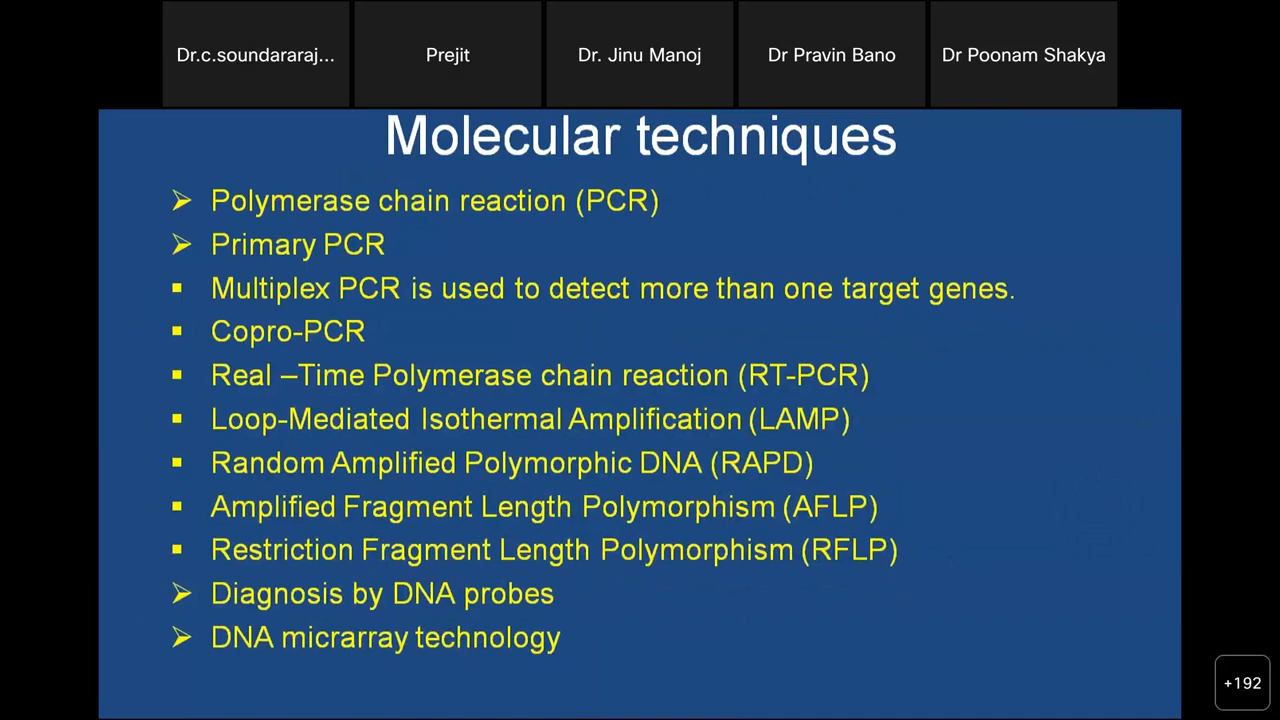 Dr.c.soundararaj...
Prejit
Dr. Jinu Manoj
Dr Pravin Bano
Dr Poonam Shakya
Molecular techniques
➢ Polymerase chain reaction (PCR)
➢ Primary PCR
▪ Multiplex PCR is used to detect more than one target genes.
▪ Copro-PCR
▪ Real –Time Polymerase chain reaction (RT-PCR)
▪ Loop-Mediated Isothermal Amplification (LAMP)
▪ Random Amplified Polymorphic DNA (RAPD)
▪ Amplified Fragment Length Polymorphism (AFLP)
▪ Restriction Fragment Length Polymorphism (RFLP)
➢ Diagnosis by DNA probes
➢ DNA micrarray technology
+192